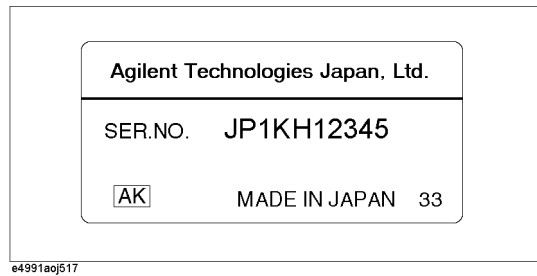 Agilent Technologies Japan, Ltd.
SER.NO. JP1KH12345
AK MADE IN JAPAN 33
e4991aoj517